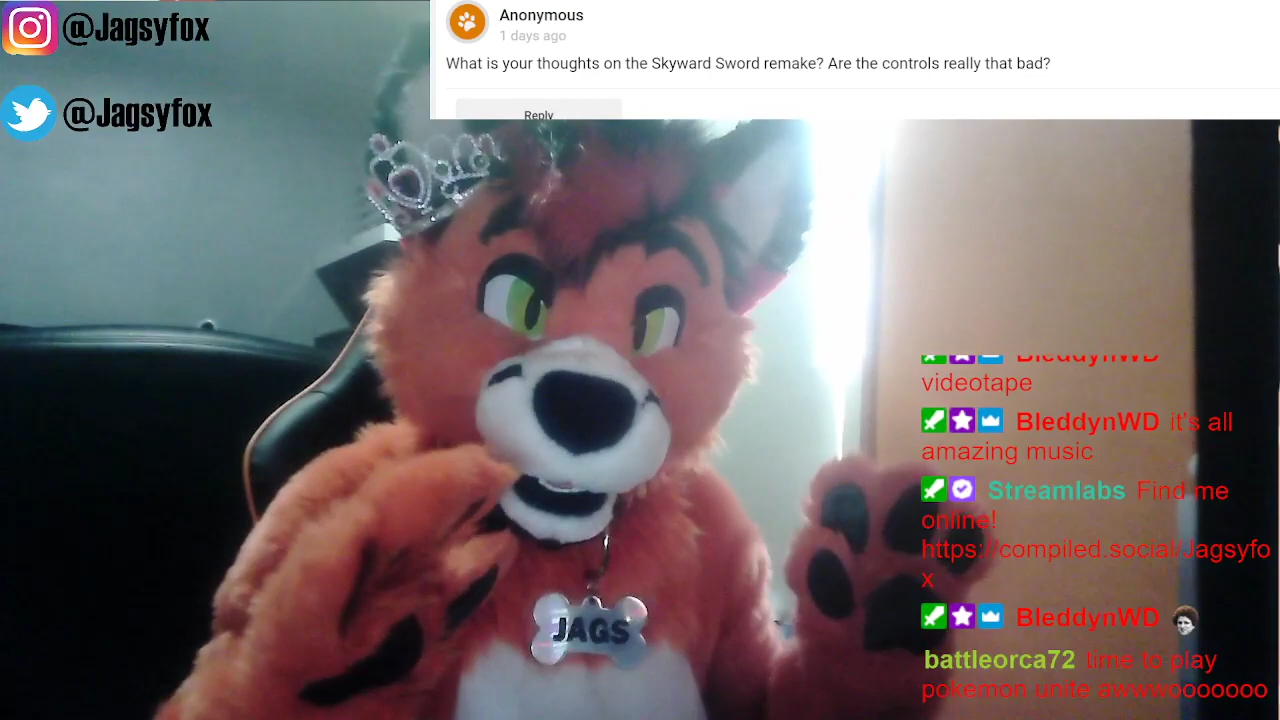 @Jagsyfox
@Jagsyfox
Anonymous
1 days ago
What is your thoughts on the Skyward Sword remake? Are the controls really that bad?
Reply
JAGS
BleddynWD
videotape
BleddynWD it's all
amazing music
Streamlabs Find me
online!
https://compiled.social/Jagsyfo
x
BleddynWD
battleorca72 time to play
pokemon unite awwwooooooo